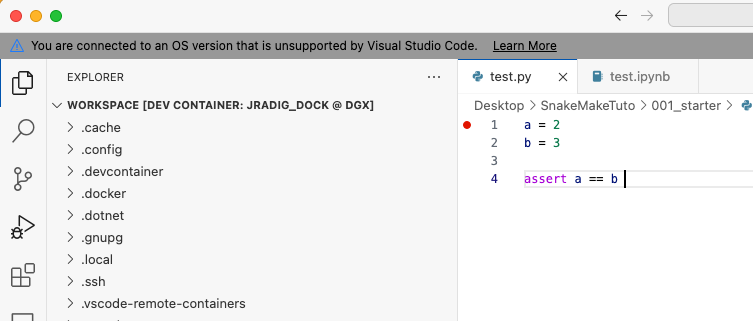 You are connected to an OS version that is unsupported by Visual Studio Code. Learn More
EXPLORER
WORKSPACE [DEV CONTAINER: JRADIG_DOCK @ DGX]
.cache
.config
.devcontainer
.docker
.dotnet
.gnupg
.local
.ssh
.vscode-remote-containers
test.py
test.ipynb
Desktop > SnakeMakeTuto > 001_starter >
1 a = 2
2 b = 3
3
4 assert a == b